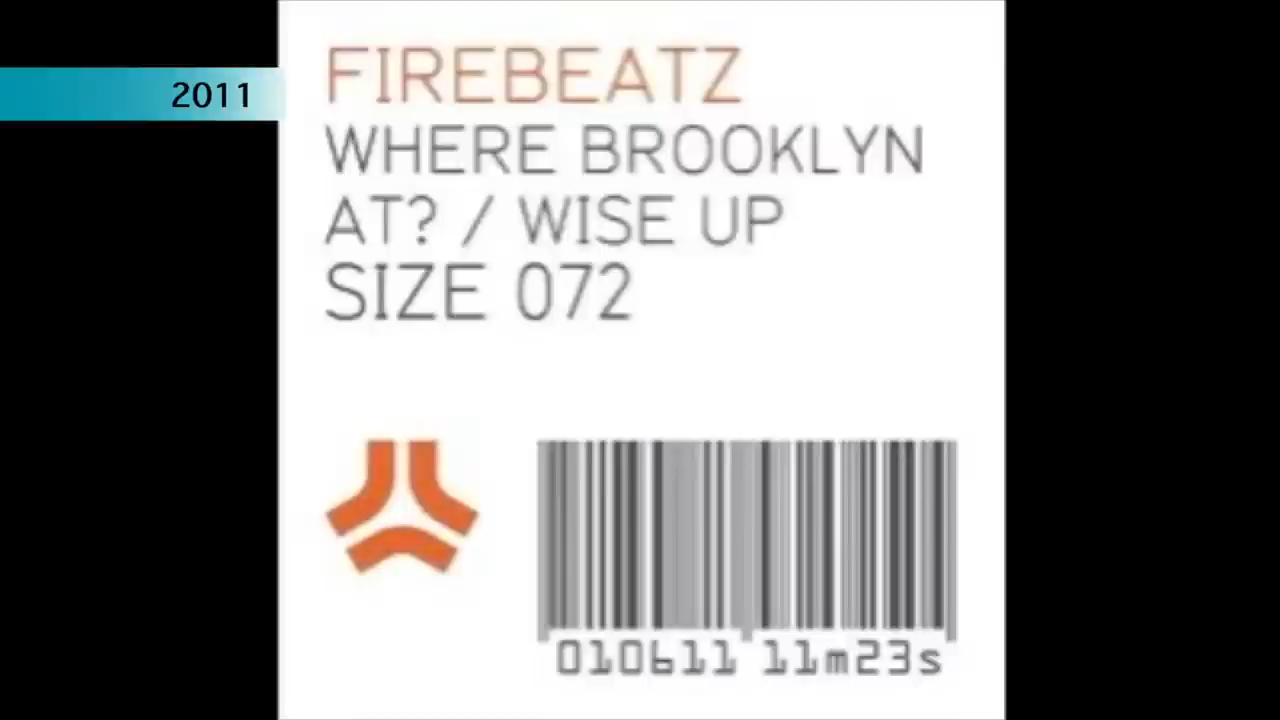 2011
FIREBEATZ
WHERE BROOKLYN
AT? / WISE UP
SIZE 072
010611 11m23s